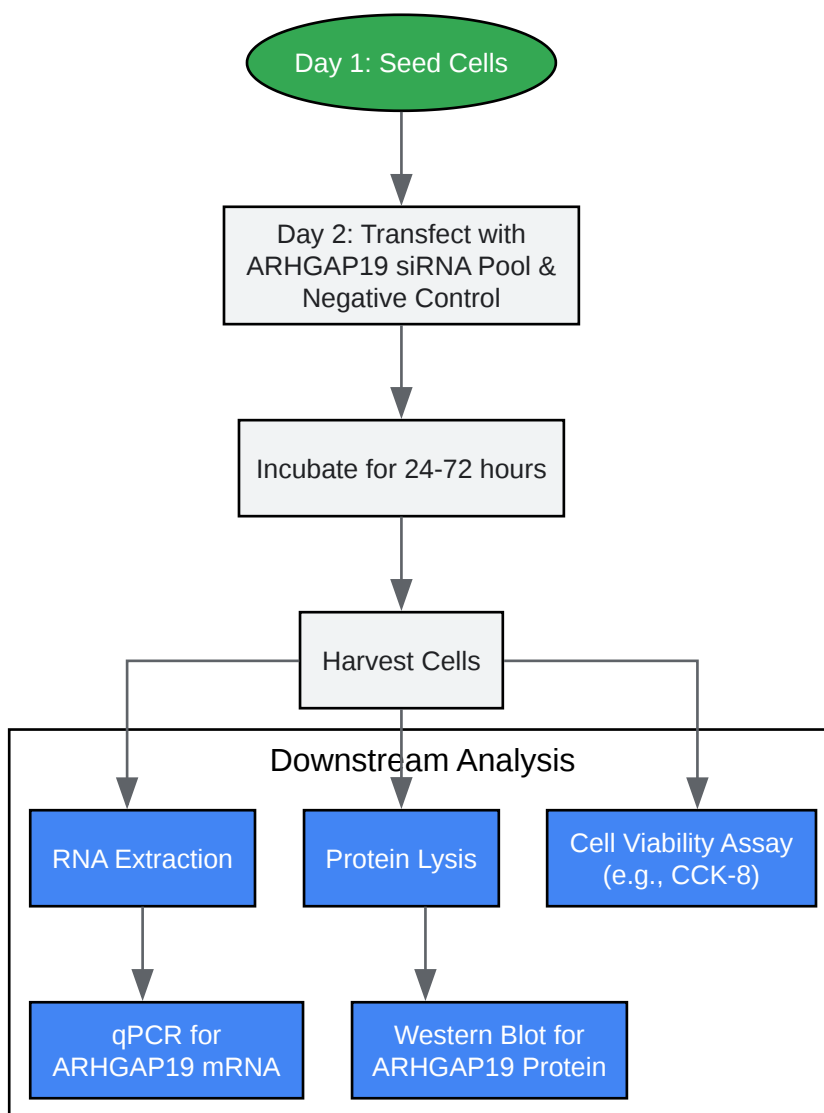 Day 1: Seed Cells
Day 2: Transfect with
ARHGAP19 siRNA Pool &
Negative Control
Incubate for 24-72 hours
Harvest Cells
Downstream Analysis
RNA Extraction
Protein Lysis
Cell Viability Assay
(e.g., CCK-8)
qPCR for
ARHGAP19 mRNA
Western Blot for
ARHGAP19 Protein